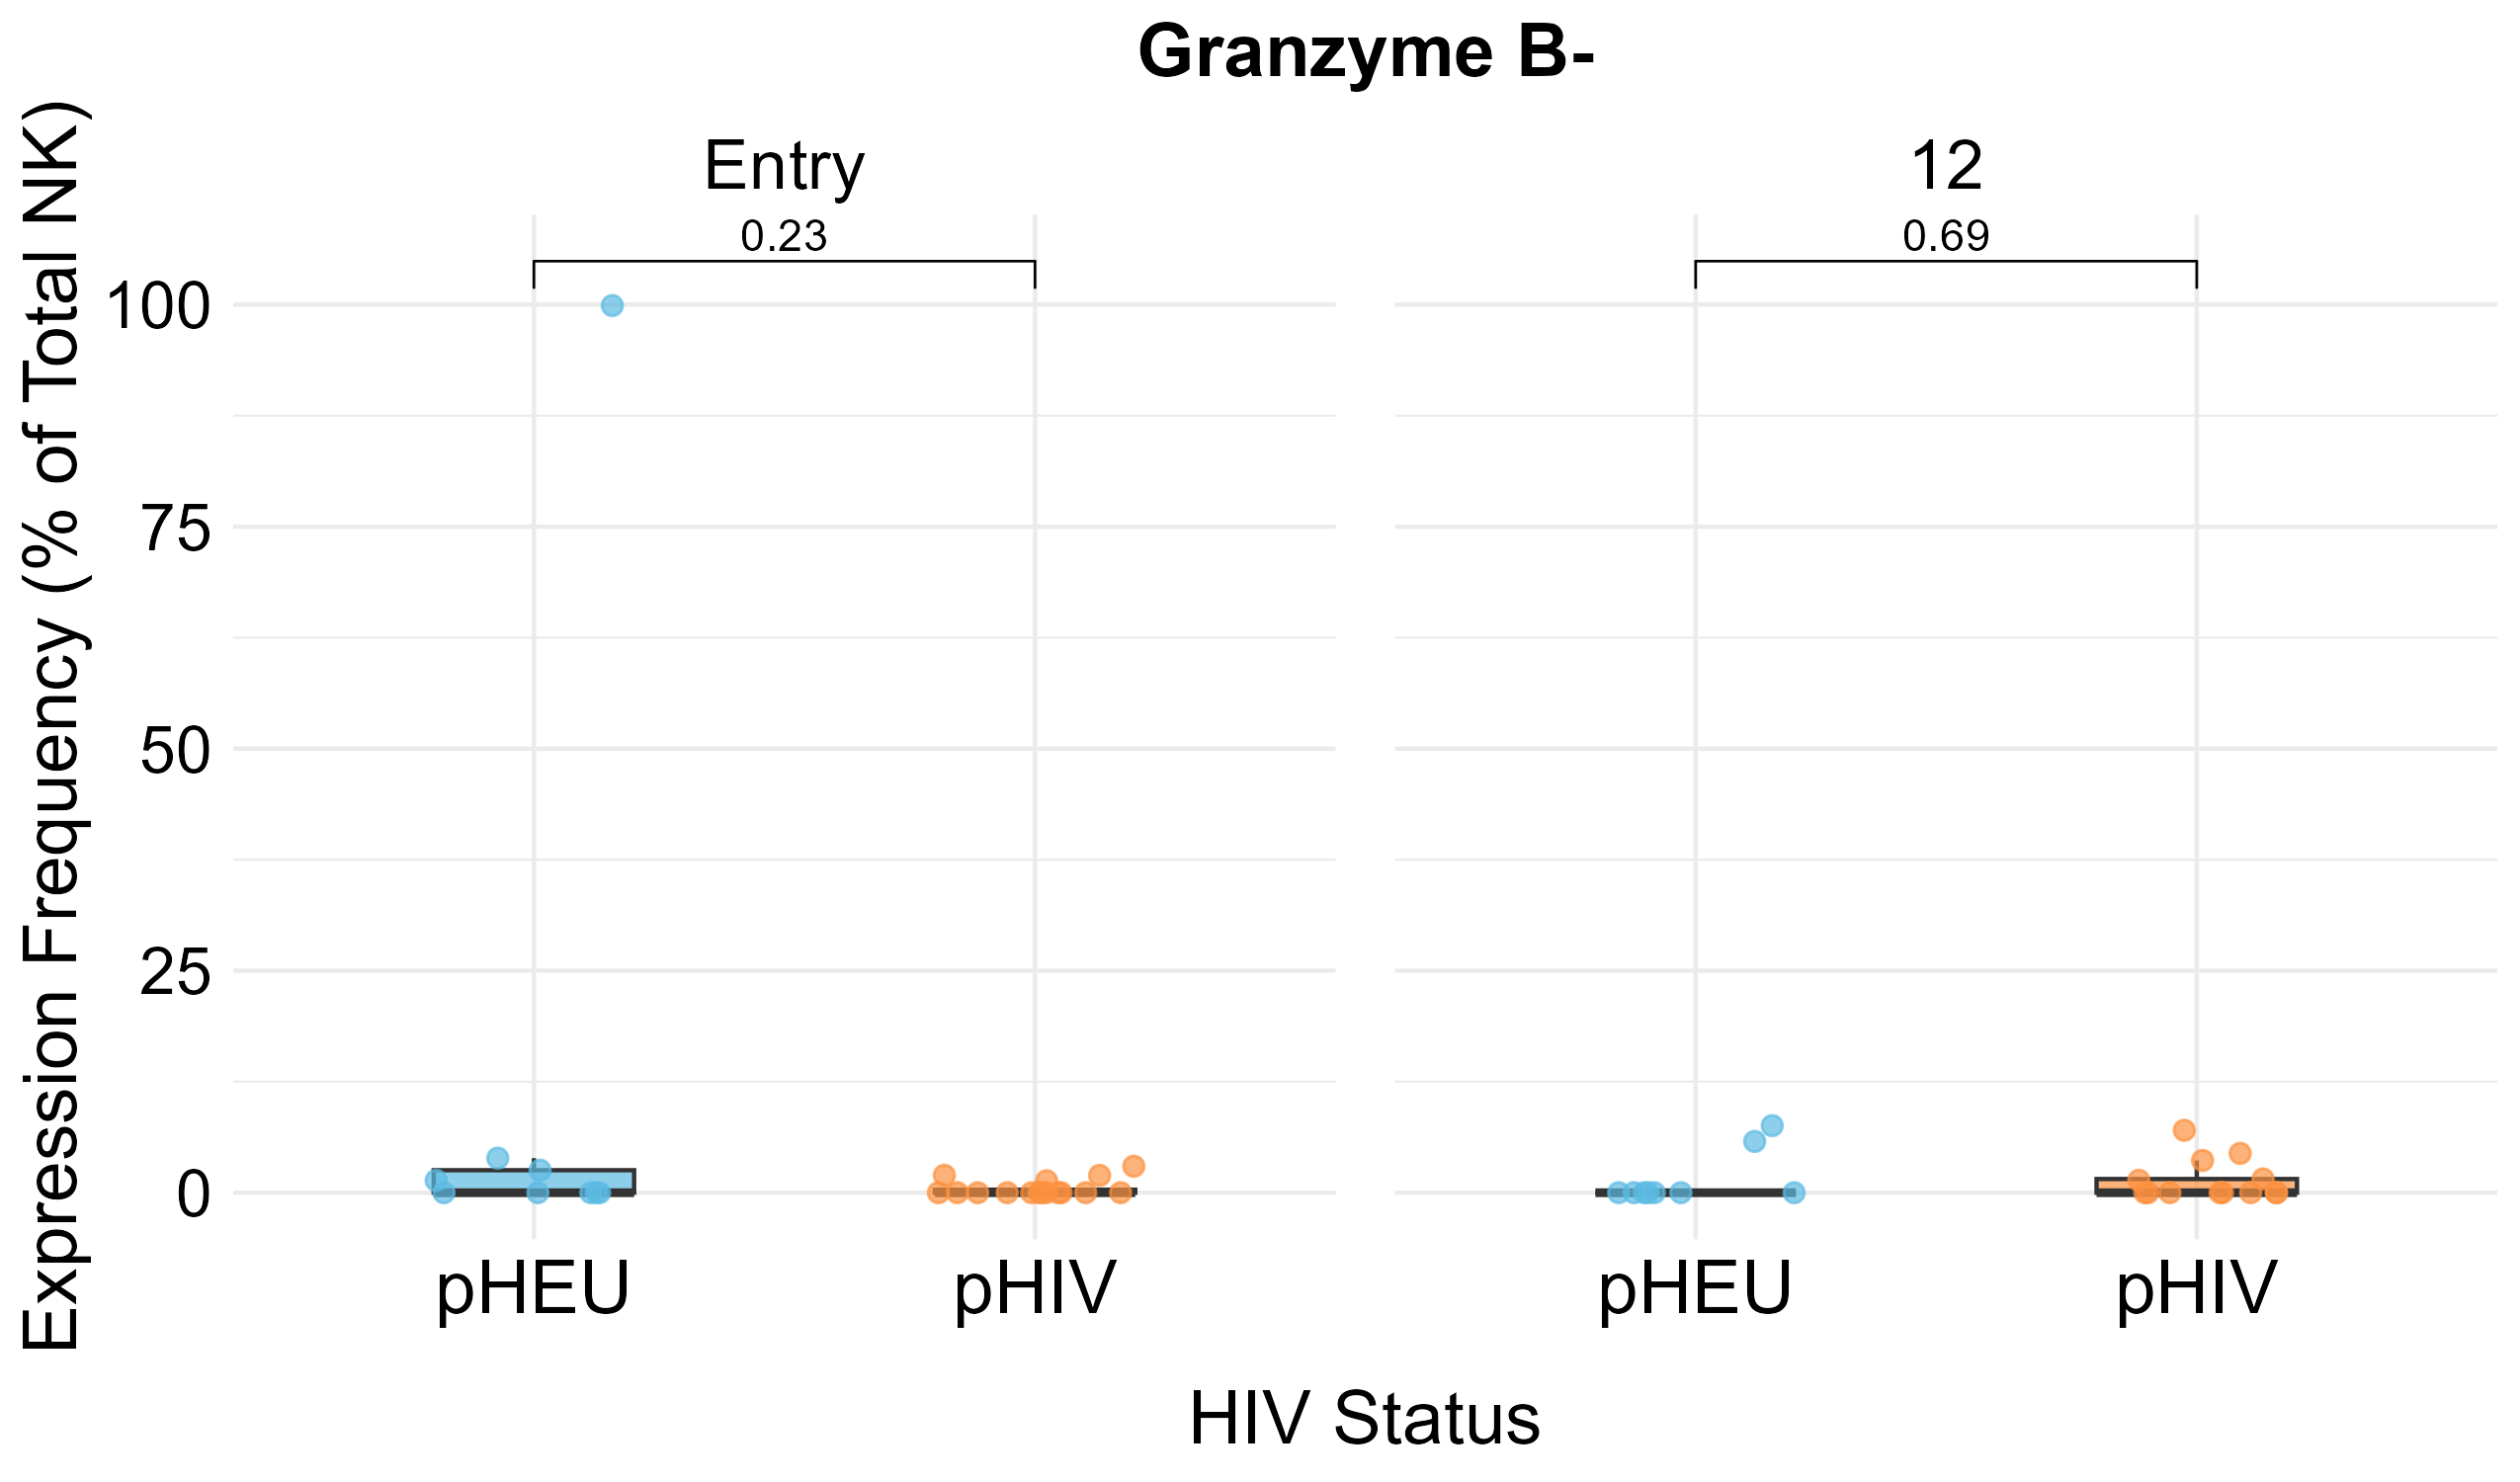 Granzyme B-
Entry
12
0.23
0.69
Expression Frequency (% of Total NK)
100
75
50
25
0
pHEU
pHIV
pHEU
pHIV
HIV Status